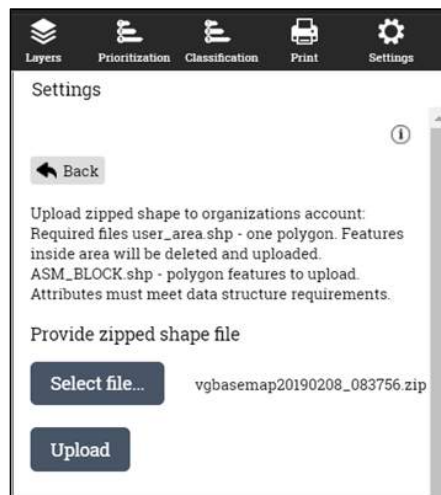 Layers Prioritization Classification Print Settings
Settings
i
Back
Upload zipped shape to organizations account:
Required files user_area.shp - one polygon. Features
inside area will be deleted and uploaded.
ASM_BLOCK.shp - polygon features to upload.
Attributes must meet data structure requirements.
Provide zipped shape file
Select file... vgbasemap20190208_083756.zip
Upload